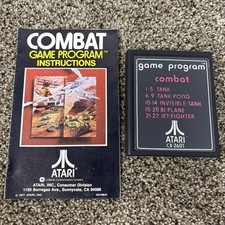 COMBAT
GAME PROGRAM™
INSTRUCTIONS
ATARI
ATARI, INC., Consumer Division
1195 Borregas Ave., Sunnyvale, CA 94086
game program
combat
1-5 TANK
6-9 TANK-PONG
10-14 INVISIBLE TANK
15-20 BI-PLANE
21-27 JET-FIGHTER
ATARI
CX 2601